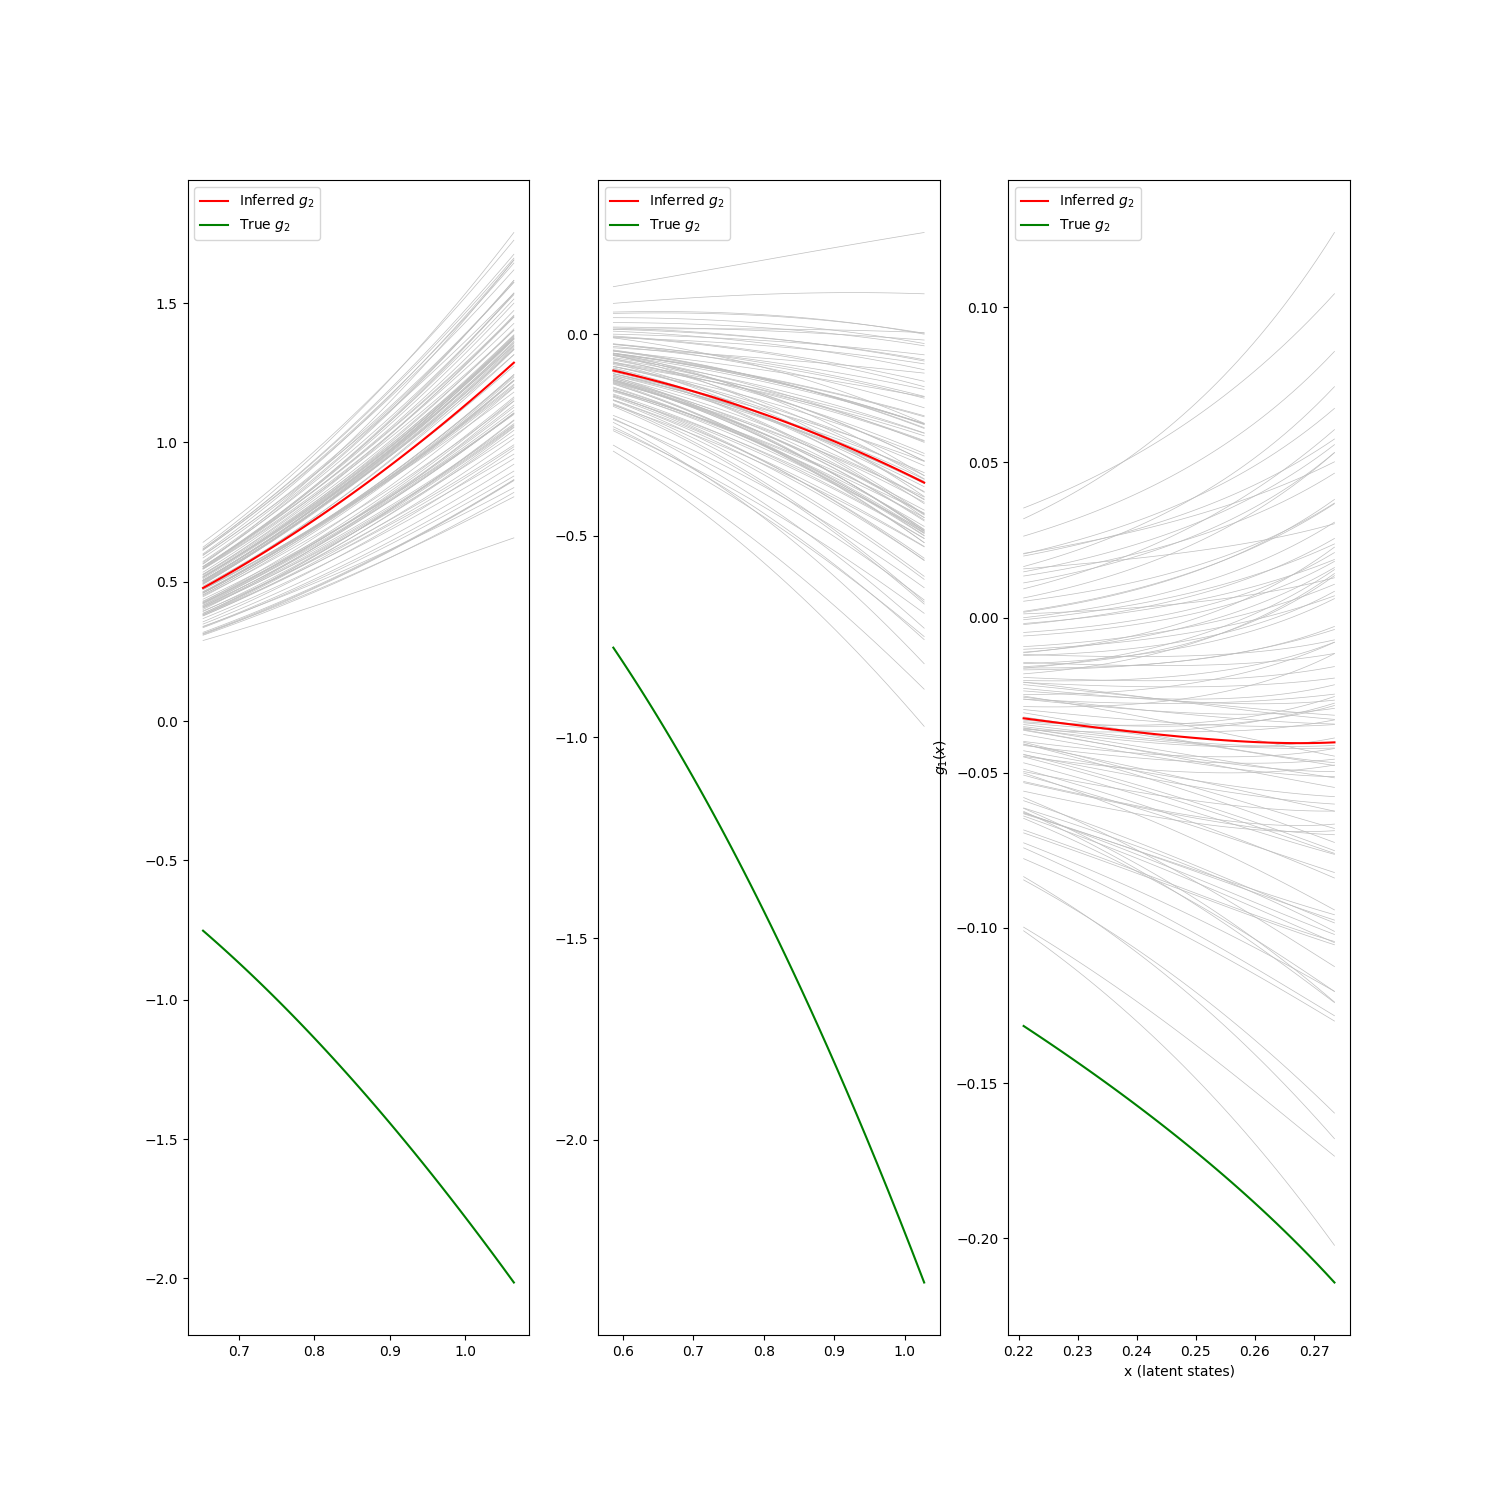 Inferred g₂
True g₂
1.5
1.0
0.5
0.0
−0.5
−1.0
−1.5
−2.0
0.7 0.8 0.9 1.0
Inferred g₂
True g₂
0.0
−0.5
−1.0
−1.5
−2.0
0.6 0.7 0.8 0.9 1.0
Inferred g₂
True g₂
g₁(x)
0.10
0.05
0.00
−0.05
−0.10
−0.15
−0.20
0.22 0.23 0.24 0.25 0.26 0.27
x (latent states)